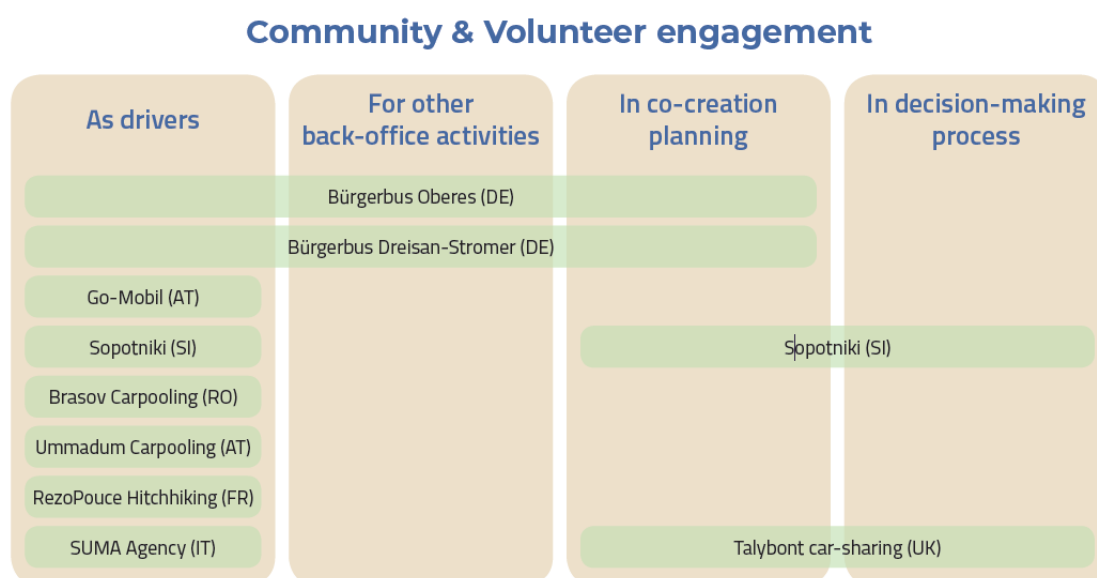 Community & Volunteer engagement
As drivers
For other
back-office activities
In co-creation
planning
In decision-making
process
Bürgerbus Oberes (DE)
Bürgerbus Dreisan-Stromer (DE)
Go-Mobil (AT)
Sopotniki (SI)
Sopotniki (SI)
Brasov Carpooling (RO)
Ummadum Carpooling (AT)
RezoPouce Hitchhiking (FR)
SUMA Agency (IT)
Talybont car-sharing (UK)